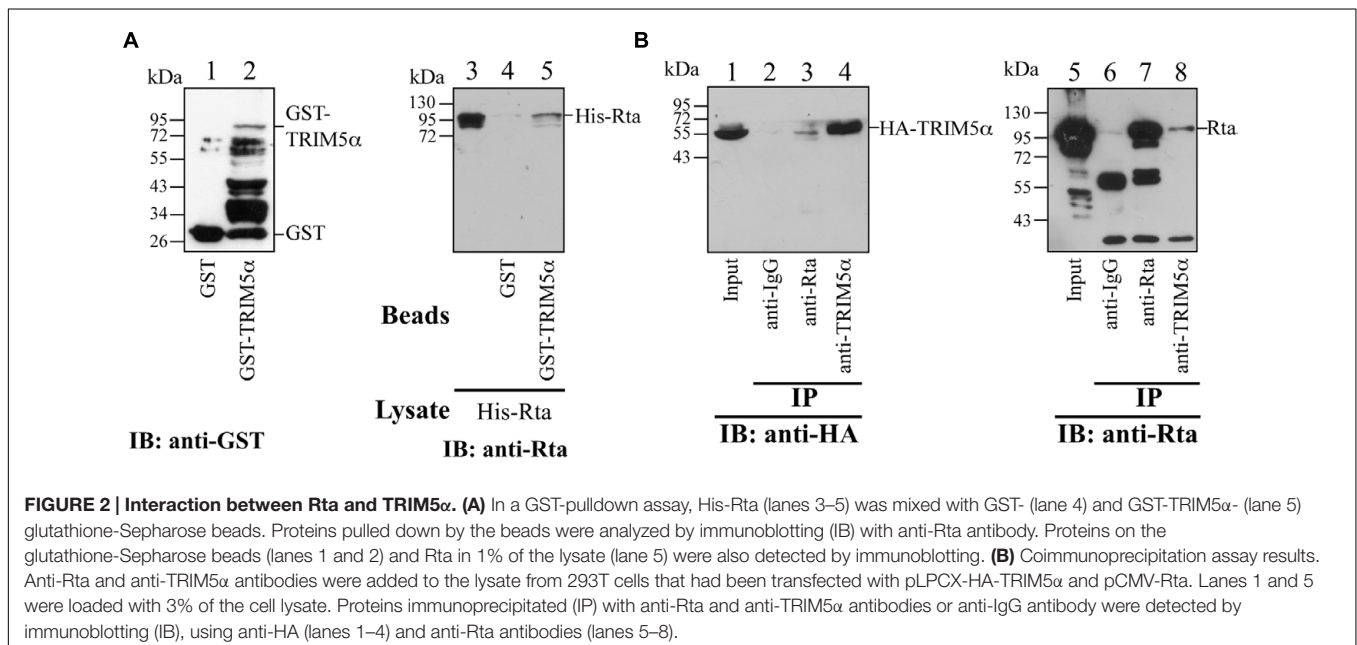 A
B
kDa 1 2
GST-
TRIM5α
95
72
55
43
34
26
GST
GST
GST-TRIM5α
IB: anti-GST
kDa 3 4 5
130
95
72
His-Rta
Beads
GST
GST-TRIM5α
Lysate His-Rta
IB: anti-Rta
kDa 1 2 3 4
95
72
55
43
HA-TRIM5α
Input
anti-IgG
anti-Rta
anti-TRIM5α
IP
IB: anti-HA
kDa 5 6 7 8
130
95
72
55
43
Rta
Input
anti-IgG
anti-Rta
anti-TRIM5α
IP
IB: anti-Rta
FIGURE 2 | Interaction between Rta and TRIM5α. (A) In a GST-pulldown assay, His-Rta (lanes 3–5) was mixed with GST- (lane 4) and GST-TRIM5α- (lane 5)
glutathione-Sepharose beads. Proteins pulled down by the beads were analyzed by immunoblotting (IB) with anti-Rta antibody. Proteins on the
glutathione-Sepharose beads (lanes 1 and 2) and Rta in 1% of the lysate (lane 5) were also detected by immunoblotting. (B) Coimmunoprecipitation assay results.
Anti-Rta and anti-TRIM5α antibodies were added to the lysate from 293T cells that had been transfected with pLPCX-HA-TRIM5α and pCMV-Rta. Lanes 1 and 5
were loaded with 3% of the cell lysate. Proteins immunoprecipitated (IP) with anti-Rta and anti-TRIM5α antibodies or anti-IgG antibody were detected by
immunoblotting (IB), using anti-HA (lanes 1–4) and anti-Rta antibodies (lanes 5–8).